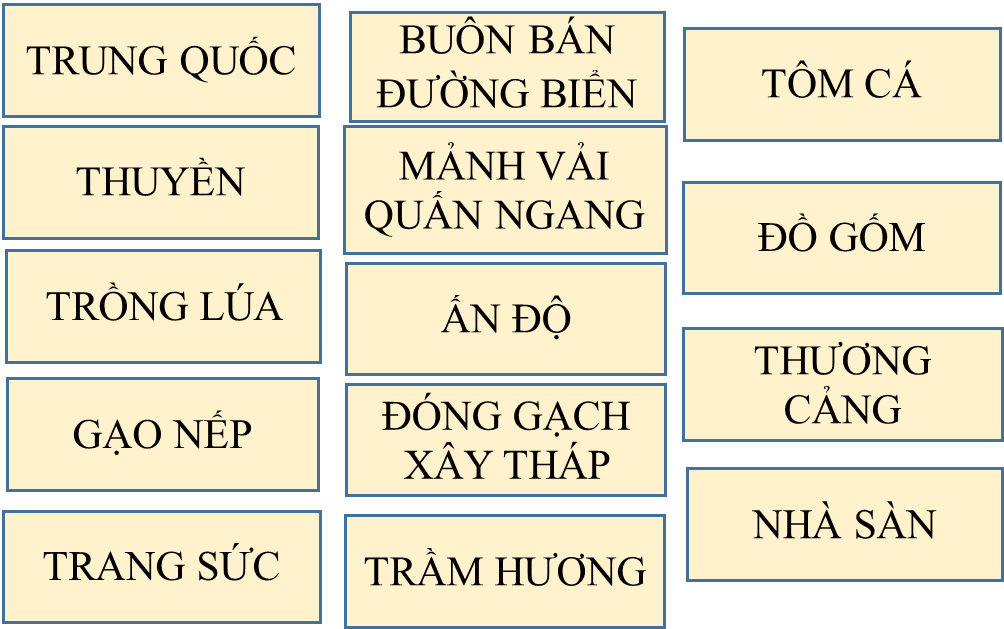 TRUNG QUỐC
THUYỀN
TRỒNG LÚA
GẠO NẾP
TRANG SỨC
BUÔN BÁN
ĐƯỜNG BIỂN
MẢNH VẢI
QUẤN NGANG
ẤN ĐỘ
ĐÓNG GẠCH
XÂY THÁP
TRẦM HƯƠNG
TÔM CÁ
ĐỒ GỐM
THƯƠNG
CẢNG
NHÀ SÀN